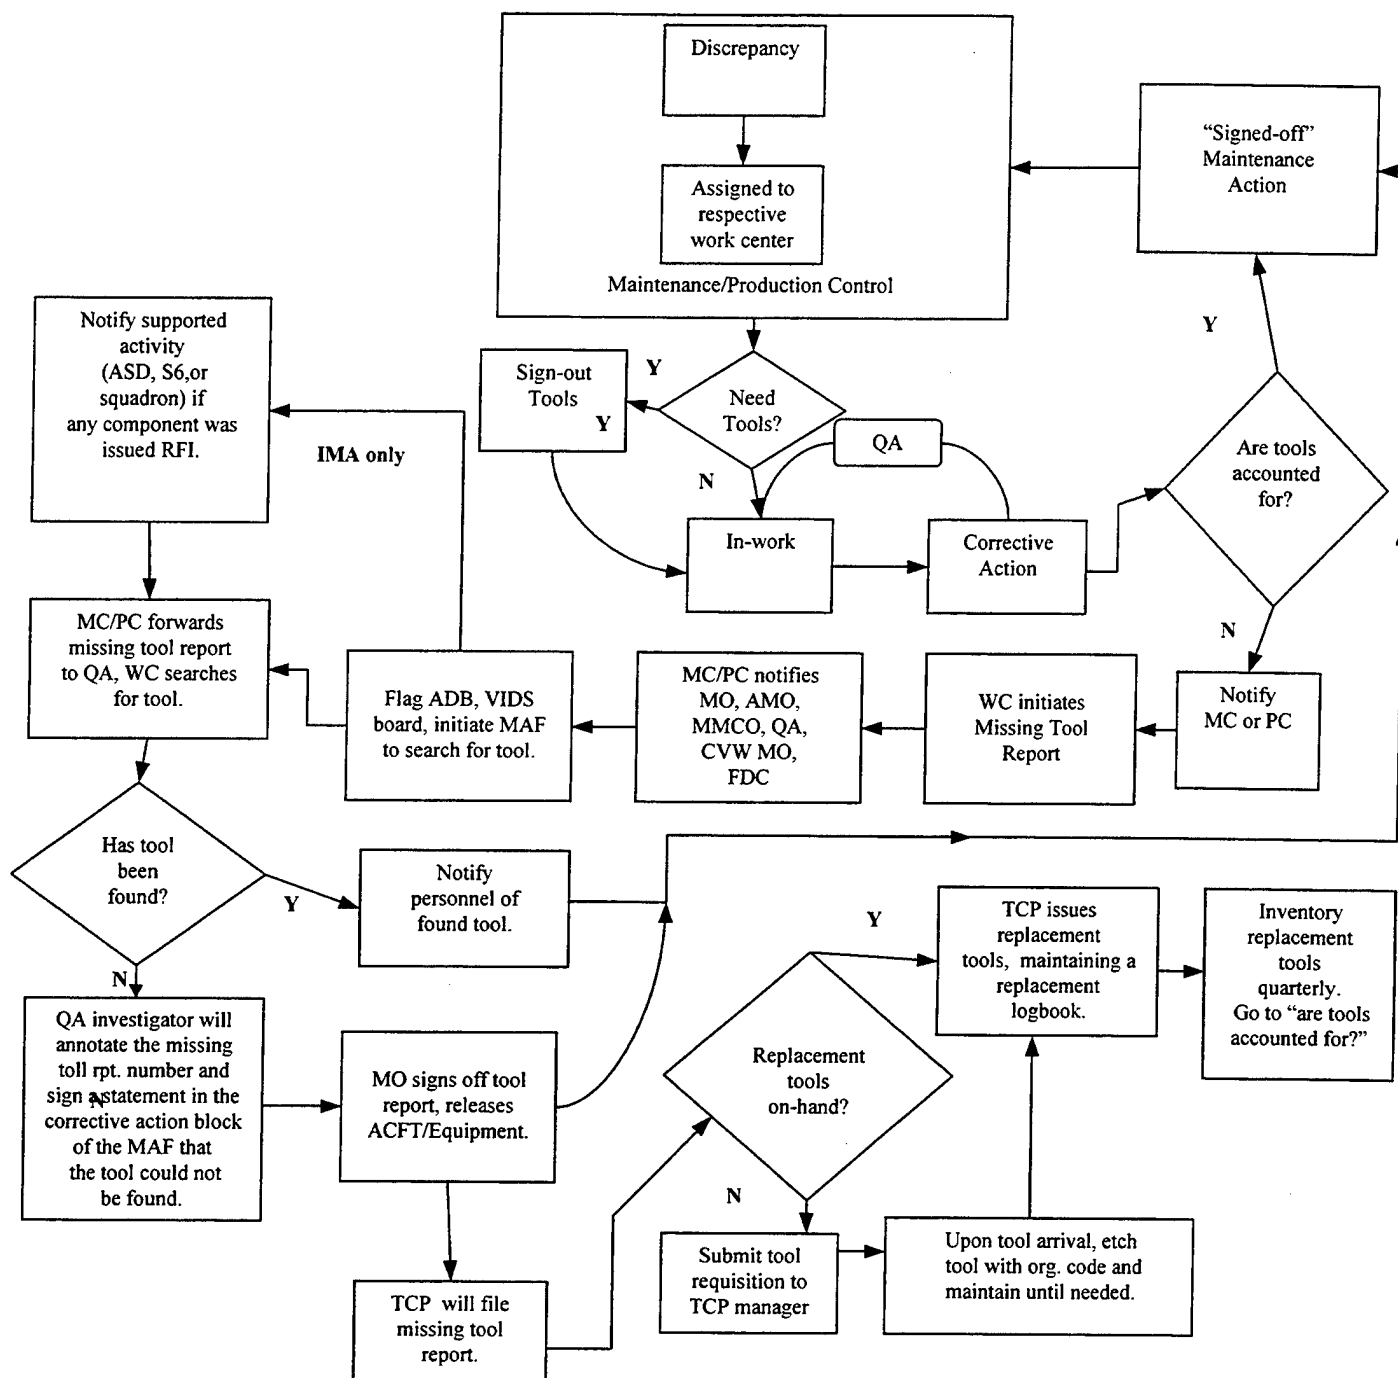 Discrepancy
Assigned to
respective
work center
Maintenance/Production Control
“Signed-off”
Maintenance
Action
Y
Are tools
accounted
for?
N
Notify supported
activity
(ASD, S6,or
squadron) if
any component was
issued RFI.
IMA only
Sign-out
Tools
Y
Y
Need
Tools?
N
QA
In-work
Corrective
Action
MC/PC forwards
missing tool report
to QA, WC searches
for tool.
Flag ADB, VIDS
board, initiate MAF
to search for tool.
MC/PC notifies
MO, AMO,
MMCO, QA,
CVW MO,
FDC
WC initiates
Missing Tool
Report
Notify
MC or PC
Has tool
been
found?
Y
N
Notify
personnel of
found tool.
QA investigator will
annotate the missing
toll rpt. number and
sign a statement in the
corrective action block
of the MAF that
the tool could not
be found.
N
MO signs off tool
report, releases
ACFT/Equipment.
TCP will file
missing tool
report.
Replacement
tools
on-hand?
Y
N
TCP issues
replacement
tools, maintaining a
replacement
logbook.
Inventory
replacement
tools
quarterly.
Go to “are tools
accounted for?”
Submit tool
requisition to
TCP manager
Upon tool arrival, etch
tool with org. code and
maintain until needed.